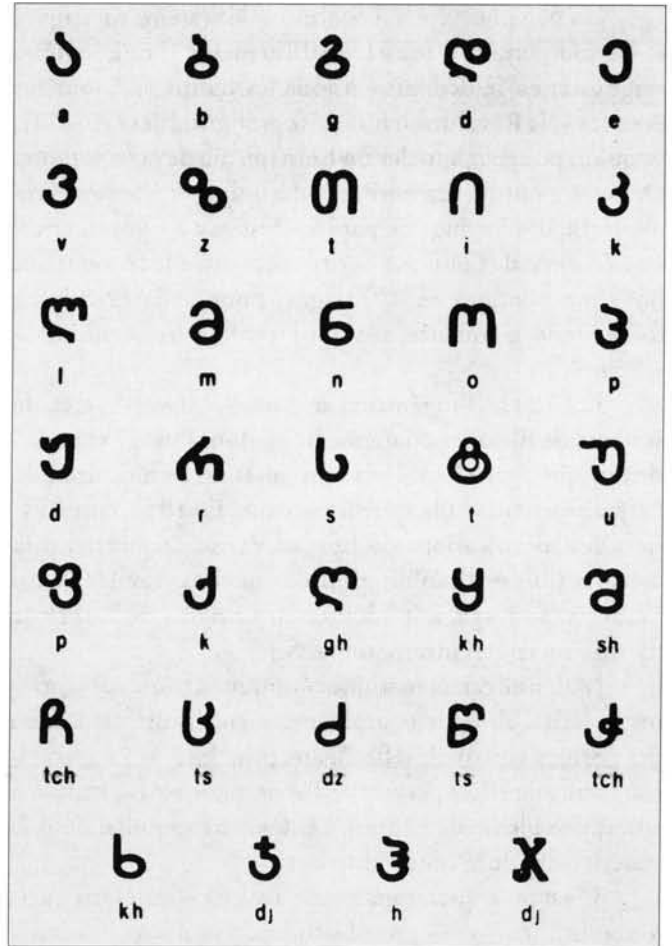 ა ბ გ დ ე
a b g d e
ვ ზ თ ი კ
v z t i k
ლ მ ნ ო პ
l m n o p
ჟ რ ს ტ უ
d r s t u
ფ ქ ღ ყ შ
p k gh kh sh
ჩ ც ძ წ ჭ
tch ts dz ts tch
ხ ჯ ჰ ჯ
kh dj h dj